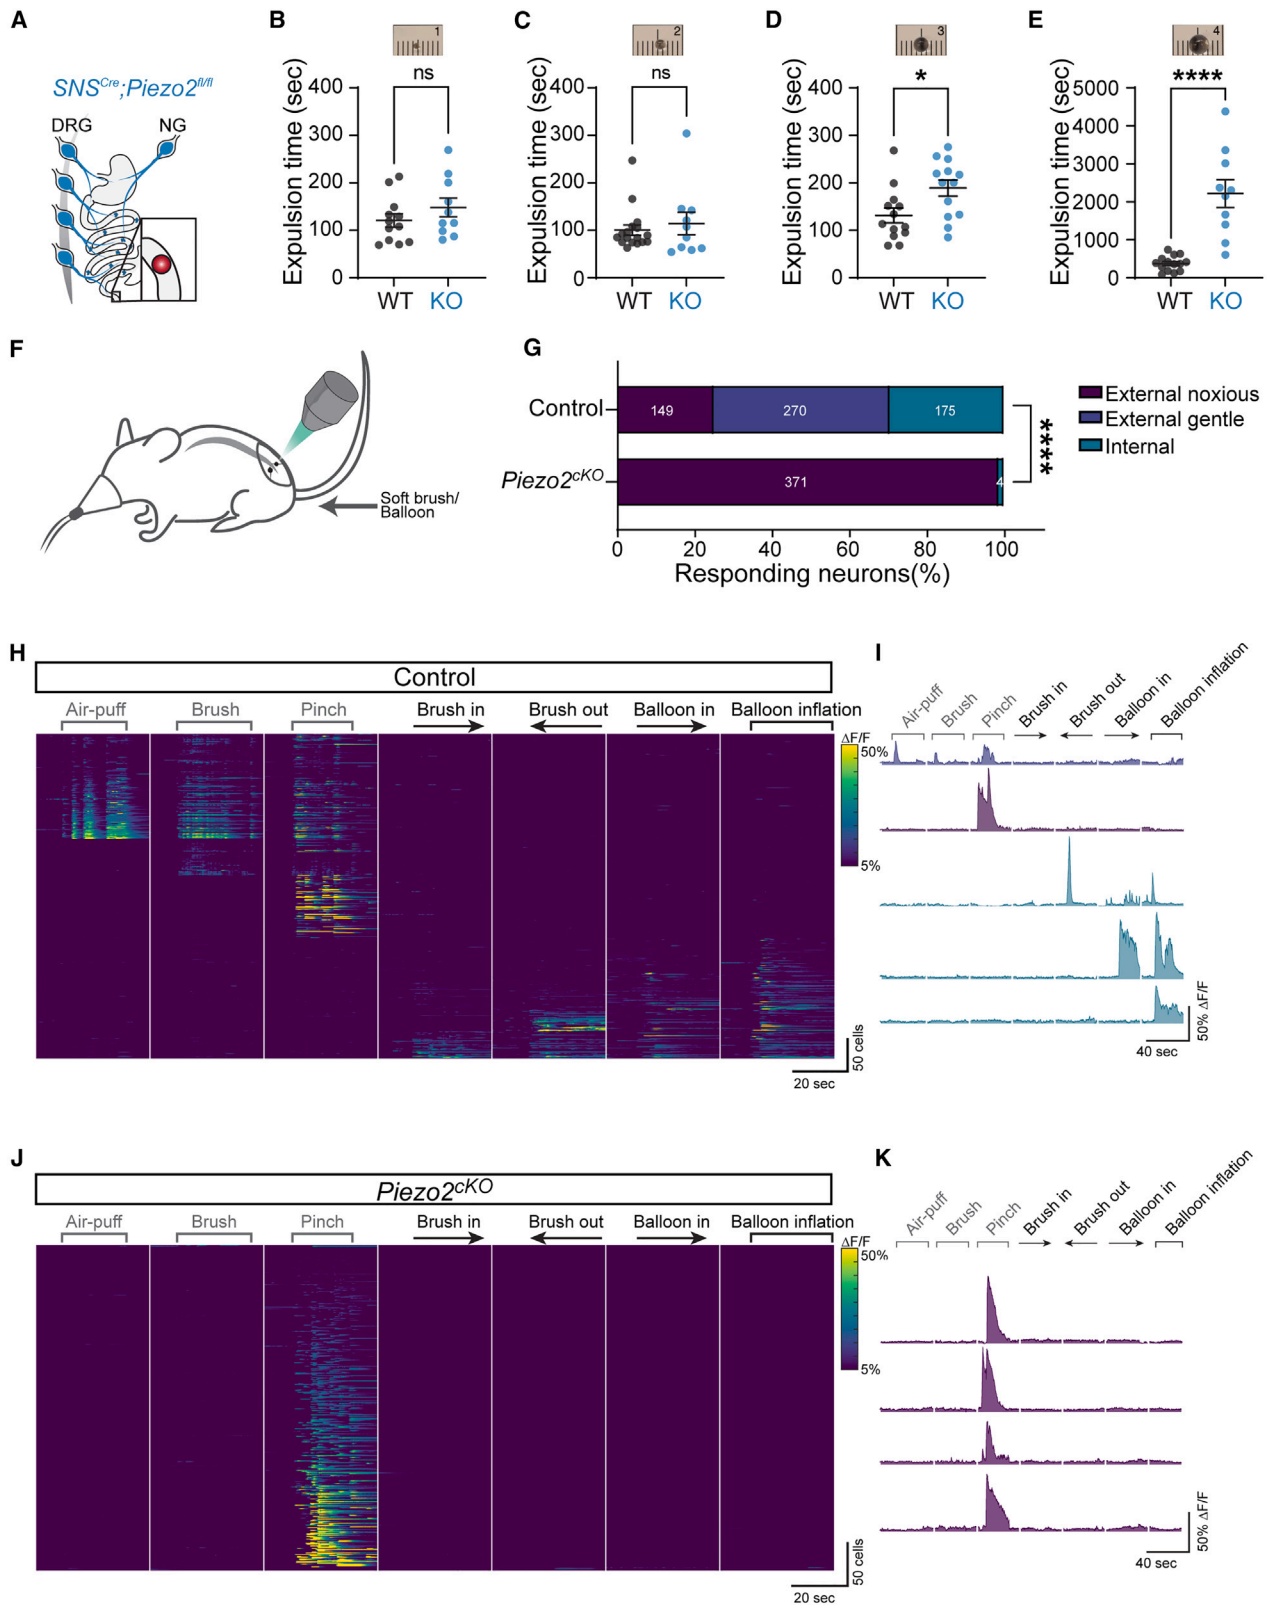 A
SNSCre;Piezo2fl/fl
DRG
NG
B
1
ns
Expulsion time (sec)
400
300
200
100
0
WT
KO
C
2
ns
Expulsion time (sec)
400
300
200
100
0
WT
KO
D
3
*
Expulsion time (sec)
400
300
200
100
0
WT
KO
E
4
****
Expulsion time (sec)
5000
4000
3000
2000
1000
0
WT
KO
F
Soft brush/
Balloon
G
Control
149
270
175
Piezo2cKO
371
4
****
0
20
40
60
80
100
Responding neurons(%)
External noxious
External gentle
Internal
H
Control
Air-puff
Brush
Pinch
Brush in
Brush out
Balloon in
Balloon inflation
ΔF/F
50%
5%
50 cells
20 sec
I
Air-puff
Brush
Pinch
Brush in
Brush out
Balloon in
Balloon inflation
50% ΔF/F
40 sec
J
Piezo2cKO
Air-puff
Brush
Pinch
Brush in
Brush out
Balloon in
Balloon inflation
ΔF/F
50%
5%
50 cells
20 sec
K
Air-puff
Brush
Pinch
Brush in
Brush out
Balloon in
Balloon inflation
50% ΔF/F
40 sec